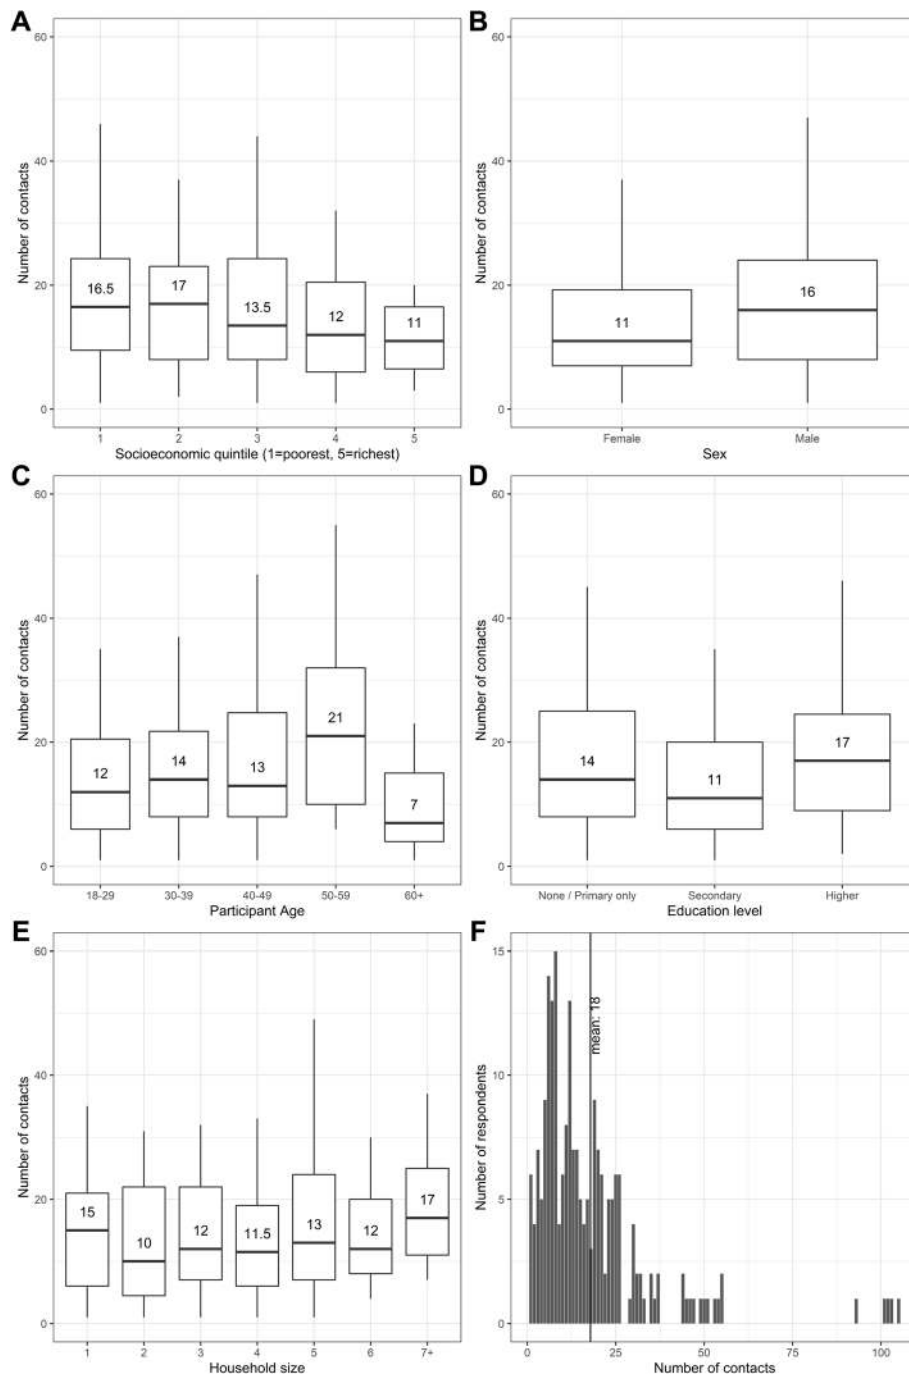 A
60
40
20
0
Number of contacts
16.5
17
13.5
12
11
1
2
3
4
5
Socioeconomic quintile (1=poorest, 5=richest)
B
60
40
20
0
Number of contacts
11
16
Female
Male
Sex
C
60
40
20
0
Number of contacts
12
14
13
21
7
18-29
30-39
40-49
50-59
60+
Participant Age
D
60
40
20
0
Number of contacts
14
11
17
None / Primary only
Secondary
Higher
Education level
E
60
40
20
0
Number of contacts
15
10
12
11.5
13
12
17
1
2
3
4
5
6
7+
Household size
F
15
10
5
0
Number of respondents
mean: 18
0
25
50
75
100
Number of contacts